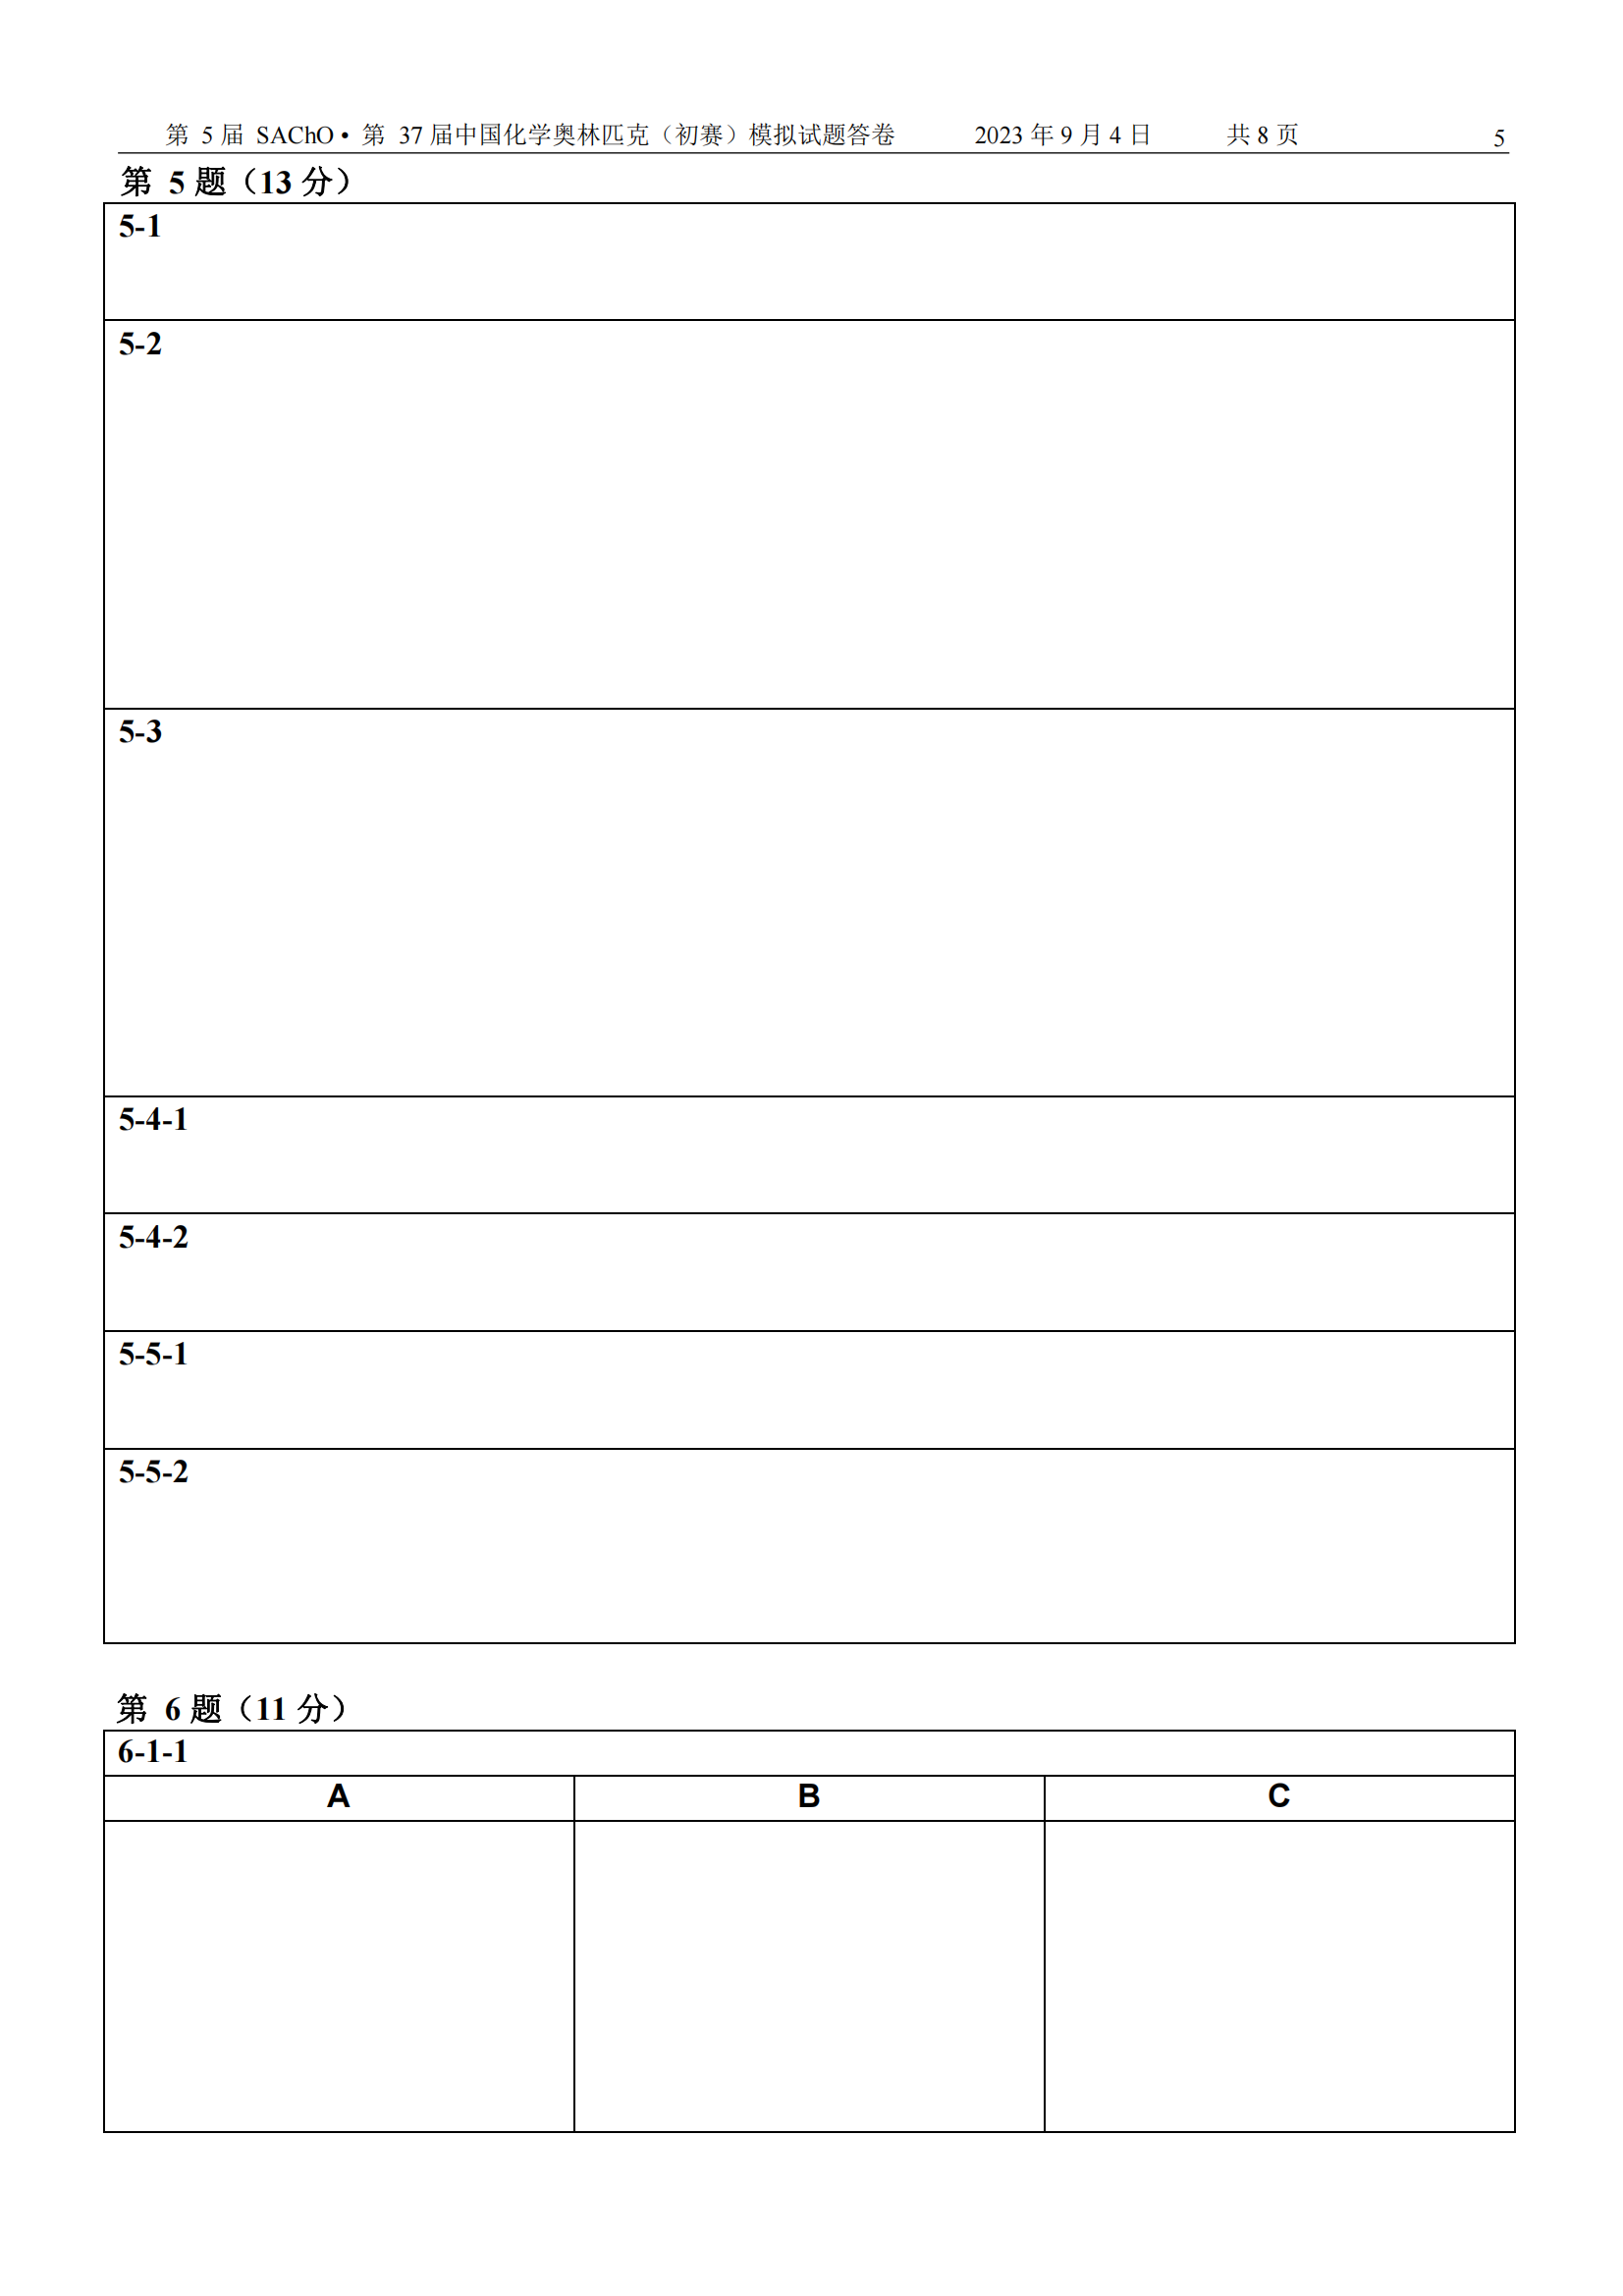 第 5 届 SAChO• 第 37 届中国化学奥林匹克（初赛）模拟试题答卷 2023 年 9 月 4 日 共 8 页 5
第 5 题（13 分）
5-1
5-2
5-3
5-4-1
5-4-2
5-5-1
5-5-2
第 6 题（11 分）
6-1-1
A B C